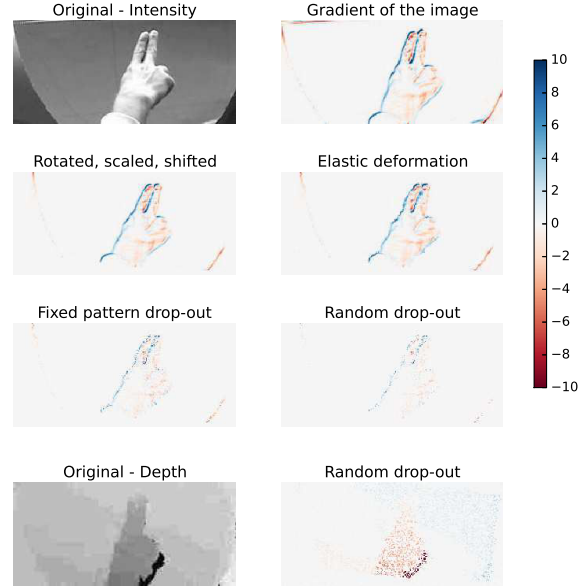 Original - Intensity
Gradient of the image
Rotated, scaled, shifted
Elastic deformation
Fixed pattern drop-out
Random drop-out
Original - Depth
Random drop-out
10
8
6
4
2
0
−2
−4
−6
−8
−10